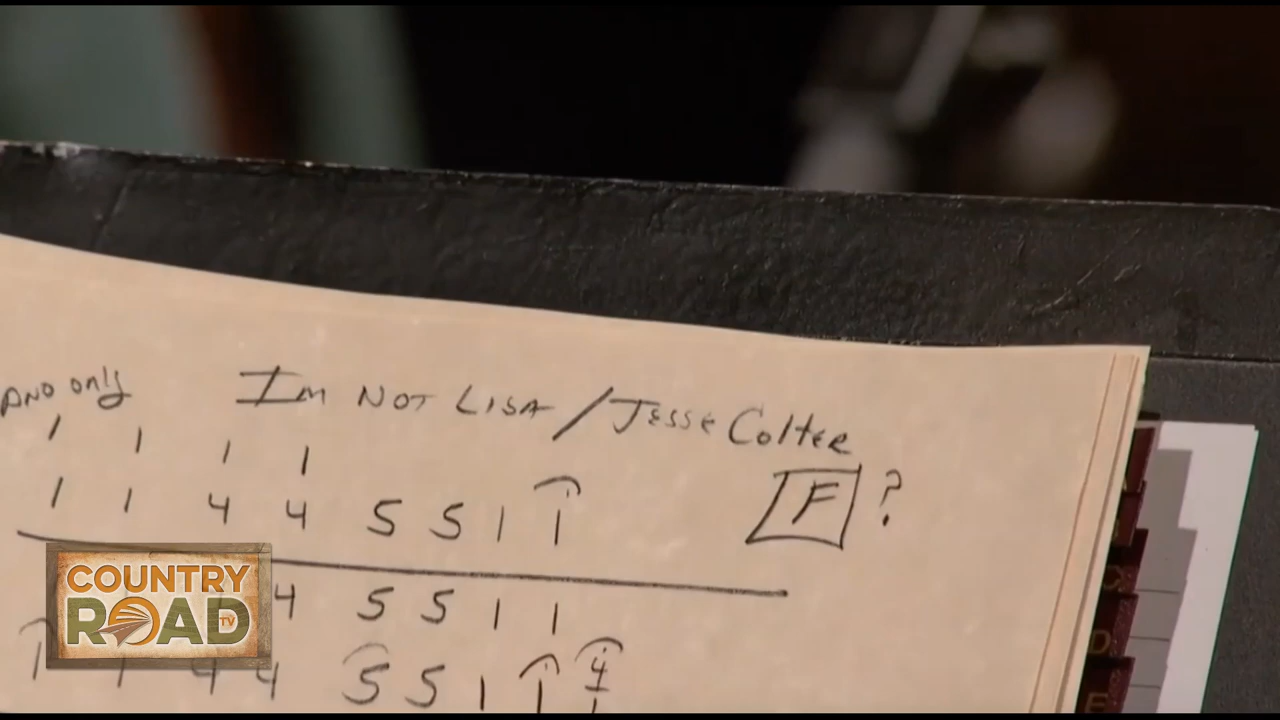 ANO only
Im NOT LISA / JESSE COLTER
1 1 1 1
1 1 4 4 5 5 1 1
F ?
4 5 5 1 1
1 1 4 4 5 5 1 1 4
COUNTRY
ROAD TV
D
E